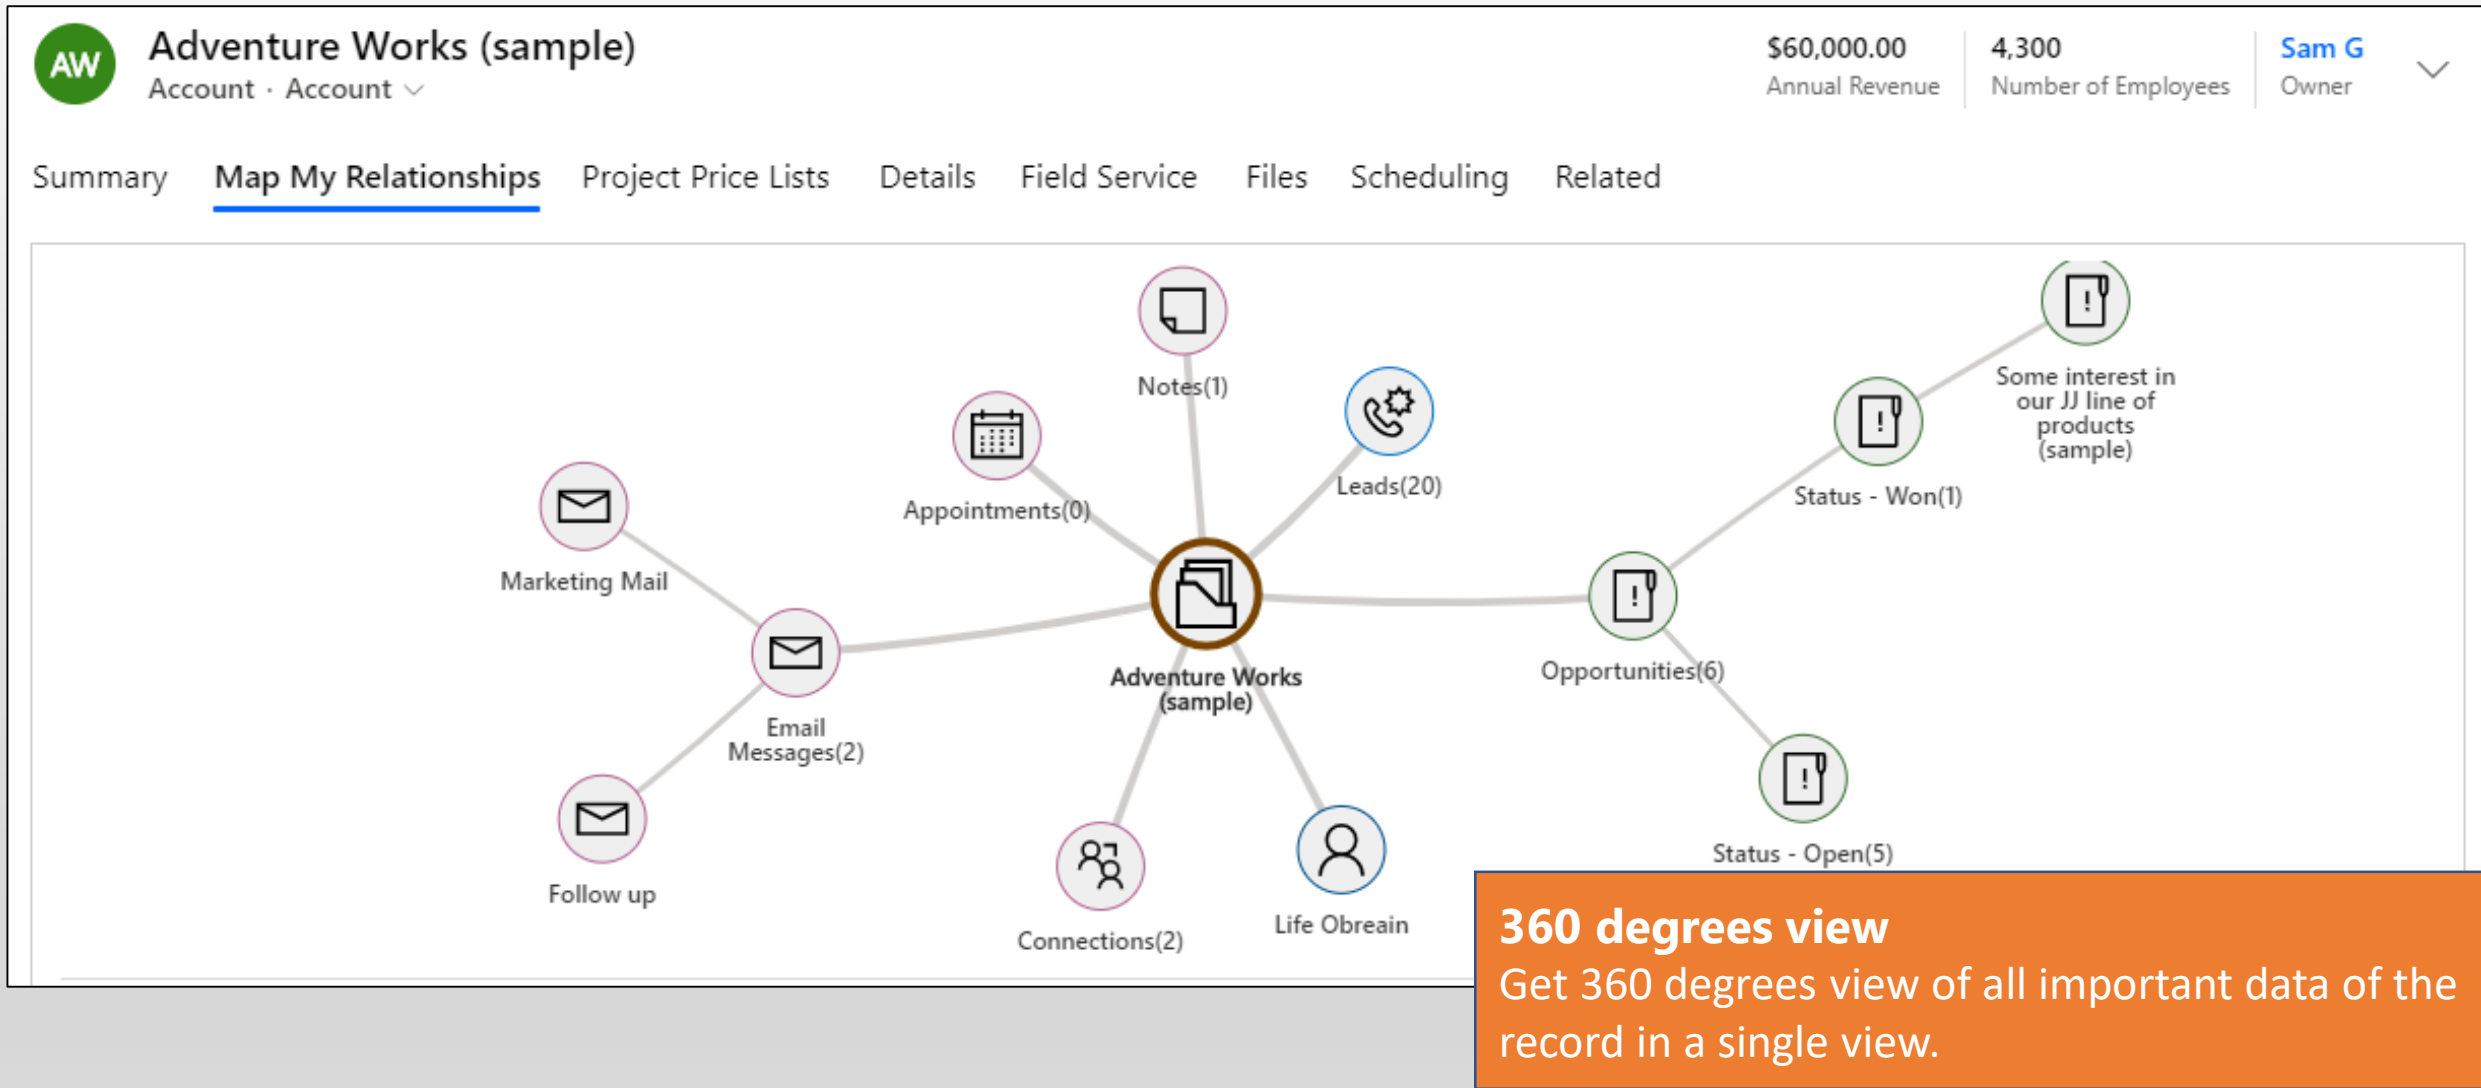 AW
Adventure Works (sample)
Account · Account
$60,000.00
Annual Revenue
4,300
Number of Employees
Sam G
Owner
Summary
Map My Relationships
Project Price Lists
Details
Field Service
Files
Scheduling
Related
Notes(1)
Leads(20)
Appointments(0)
Some interest in
our JJ line of
products
(sample)
Status - Won(1)
Marketing Mail
Adventure Works
(sample)
Opportunities(6)
Email
Messages(2)
Follow up
Connections(2)
Life Obreain
Status - Open(5)
360 degrees view
Get 360 degrees view of all important data of the
record in a single view.